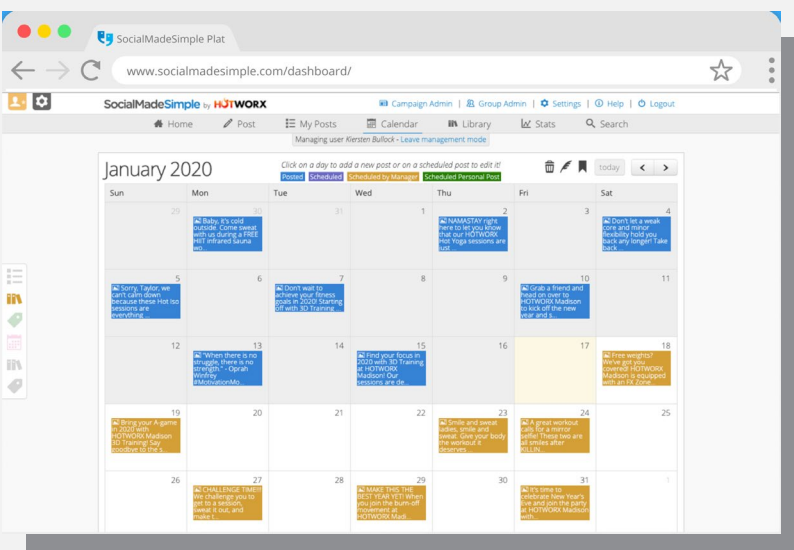 SocialMadeSimple Plat
www.socialmadesimple.com/dashboard/
SocialMadeSimple by HOTWORX
Campaign Admin | Group Admin | Settings | Help | Logout
Home Post My Posts Calendar Library Stats Search
Managing user Kiersten Bullock - Leave management mode
January 2020
Click on a day to add a new post or on a scheduled post to edit it!
Posted Scheduled Scheduled by Manager Scheduled Personal Post
today
Sun Mon Tue Wed Thu Fri Sat
29 30 31 1 2 3 4
Baby, it's cold
outside. Come sweat
with us during a FREE
HIIT infrared sauna
wo...
NAMASTAY right
here to let you know
that our HOTWORX
Hot Yoga sessions are
just ...
Don't let a weak
core and minor
flexibility hold you
back any longer! Take
back ...
5 6 7 8 9 10 11
Sorry, Taylor, we
can't calm down
because these Hot Iso
sessions are
everything...
Don't wait to
achieve your fitness
goals in 2020! Starting
off with 3D Training ...
Grab a friend and
head on over to
HOTWORX Madison
to kick off the new
year and s...
12 13 14 15 16 17 18
"When there is no
struggle, there is no
strength." - Oprah
Winfrey
#MotivationMo...
Find your focus in
2020 with 3D Training
at HOTWORX
Madison! Our
sessions are de...
Free weights?
We've got you
covered! HOTWORX
Madison is equipped
with an FX Zone...
19 20 21 22 23 24 25
Bring your A-game
in 2020 with
HOTWORX Madison
3D Training! Say
goodbye to the s...
Smile and sweat
ladies, smile and
sweat. Give your body
the workout it
deserves...
A great workout
calls for a mirror
selfie! These two are
all smiles after
KILLIN...
26 27 28 29 30 31 1
CHALLENGE TIME!!!
We challenge you to
get to a session,
sweat it out, and
make t...
MAKE THIS THE
BEST YEAR YET! When
you join the burn-off
movement at
HOTWORX Madi...
It's time to
celebrate New Year's
Eve and join the party
at HOTWORX Madison
with...